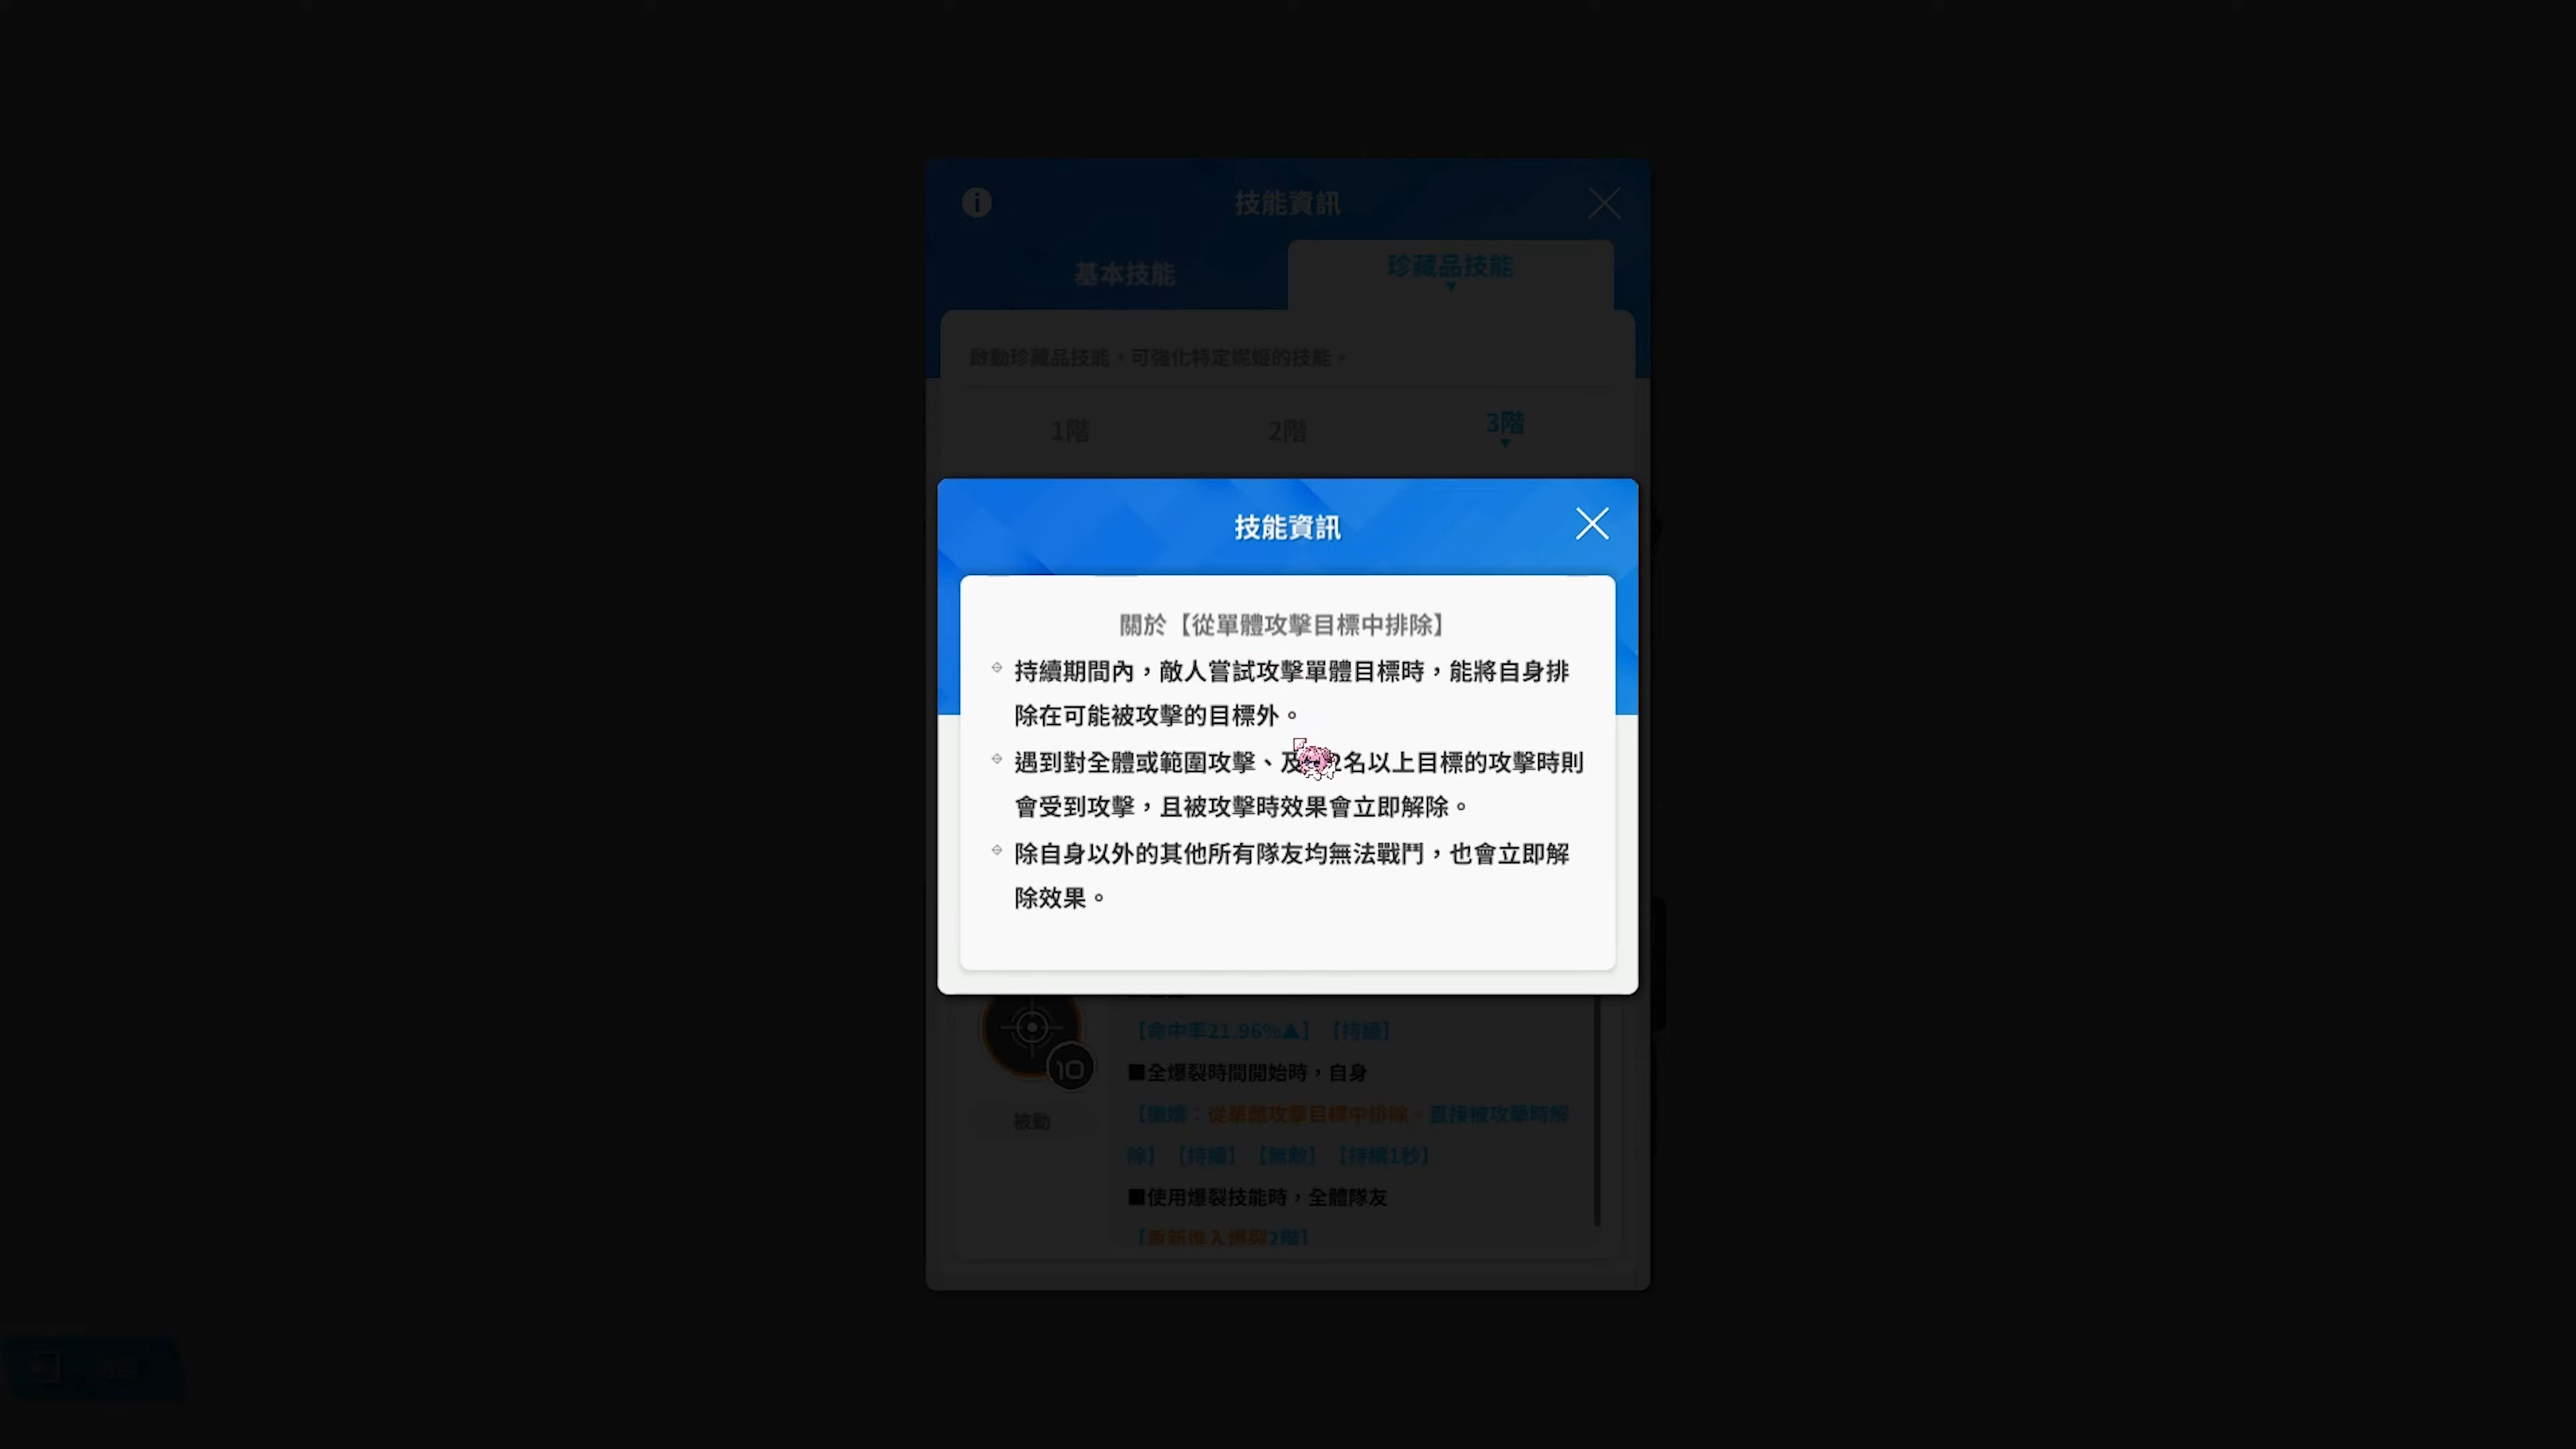 技能資訊
基本技能
珍藏品技能
啟動珍藏品技能，可強化特定妮姬的技能。
1階
2階
3階
技能資訊
關於【從單體攻擊目標中排除】
持續期間內，敵人嘗試攻擊單體目標時，能將自身排
除在可能被攻擊的目標外。
遇到對全體或範圍攻擊、及 2名以上目標的攻擊時則
會受到攻擊，且被攻擊時效果會立即解除。
除自身以外的其他所有隊友均無法戰鬥，也會立即解
除效果。
【命中率21.96%▲】【持續】
10
■全爆裂時間開始時，自身
從單體攻擊目標中排除。直接被攻擊時解
被動
除】【持續】【無敵】【持續1秒】
■使用爆裂技能時，全體隊友
【重新進入爆裂2階】